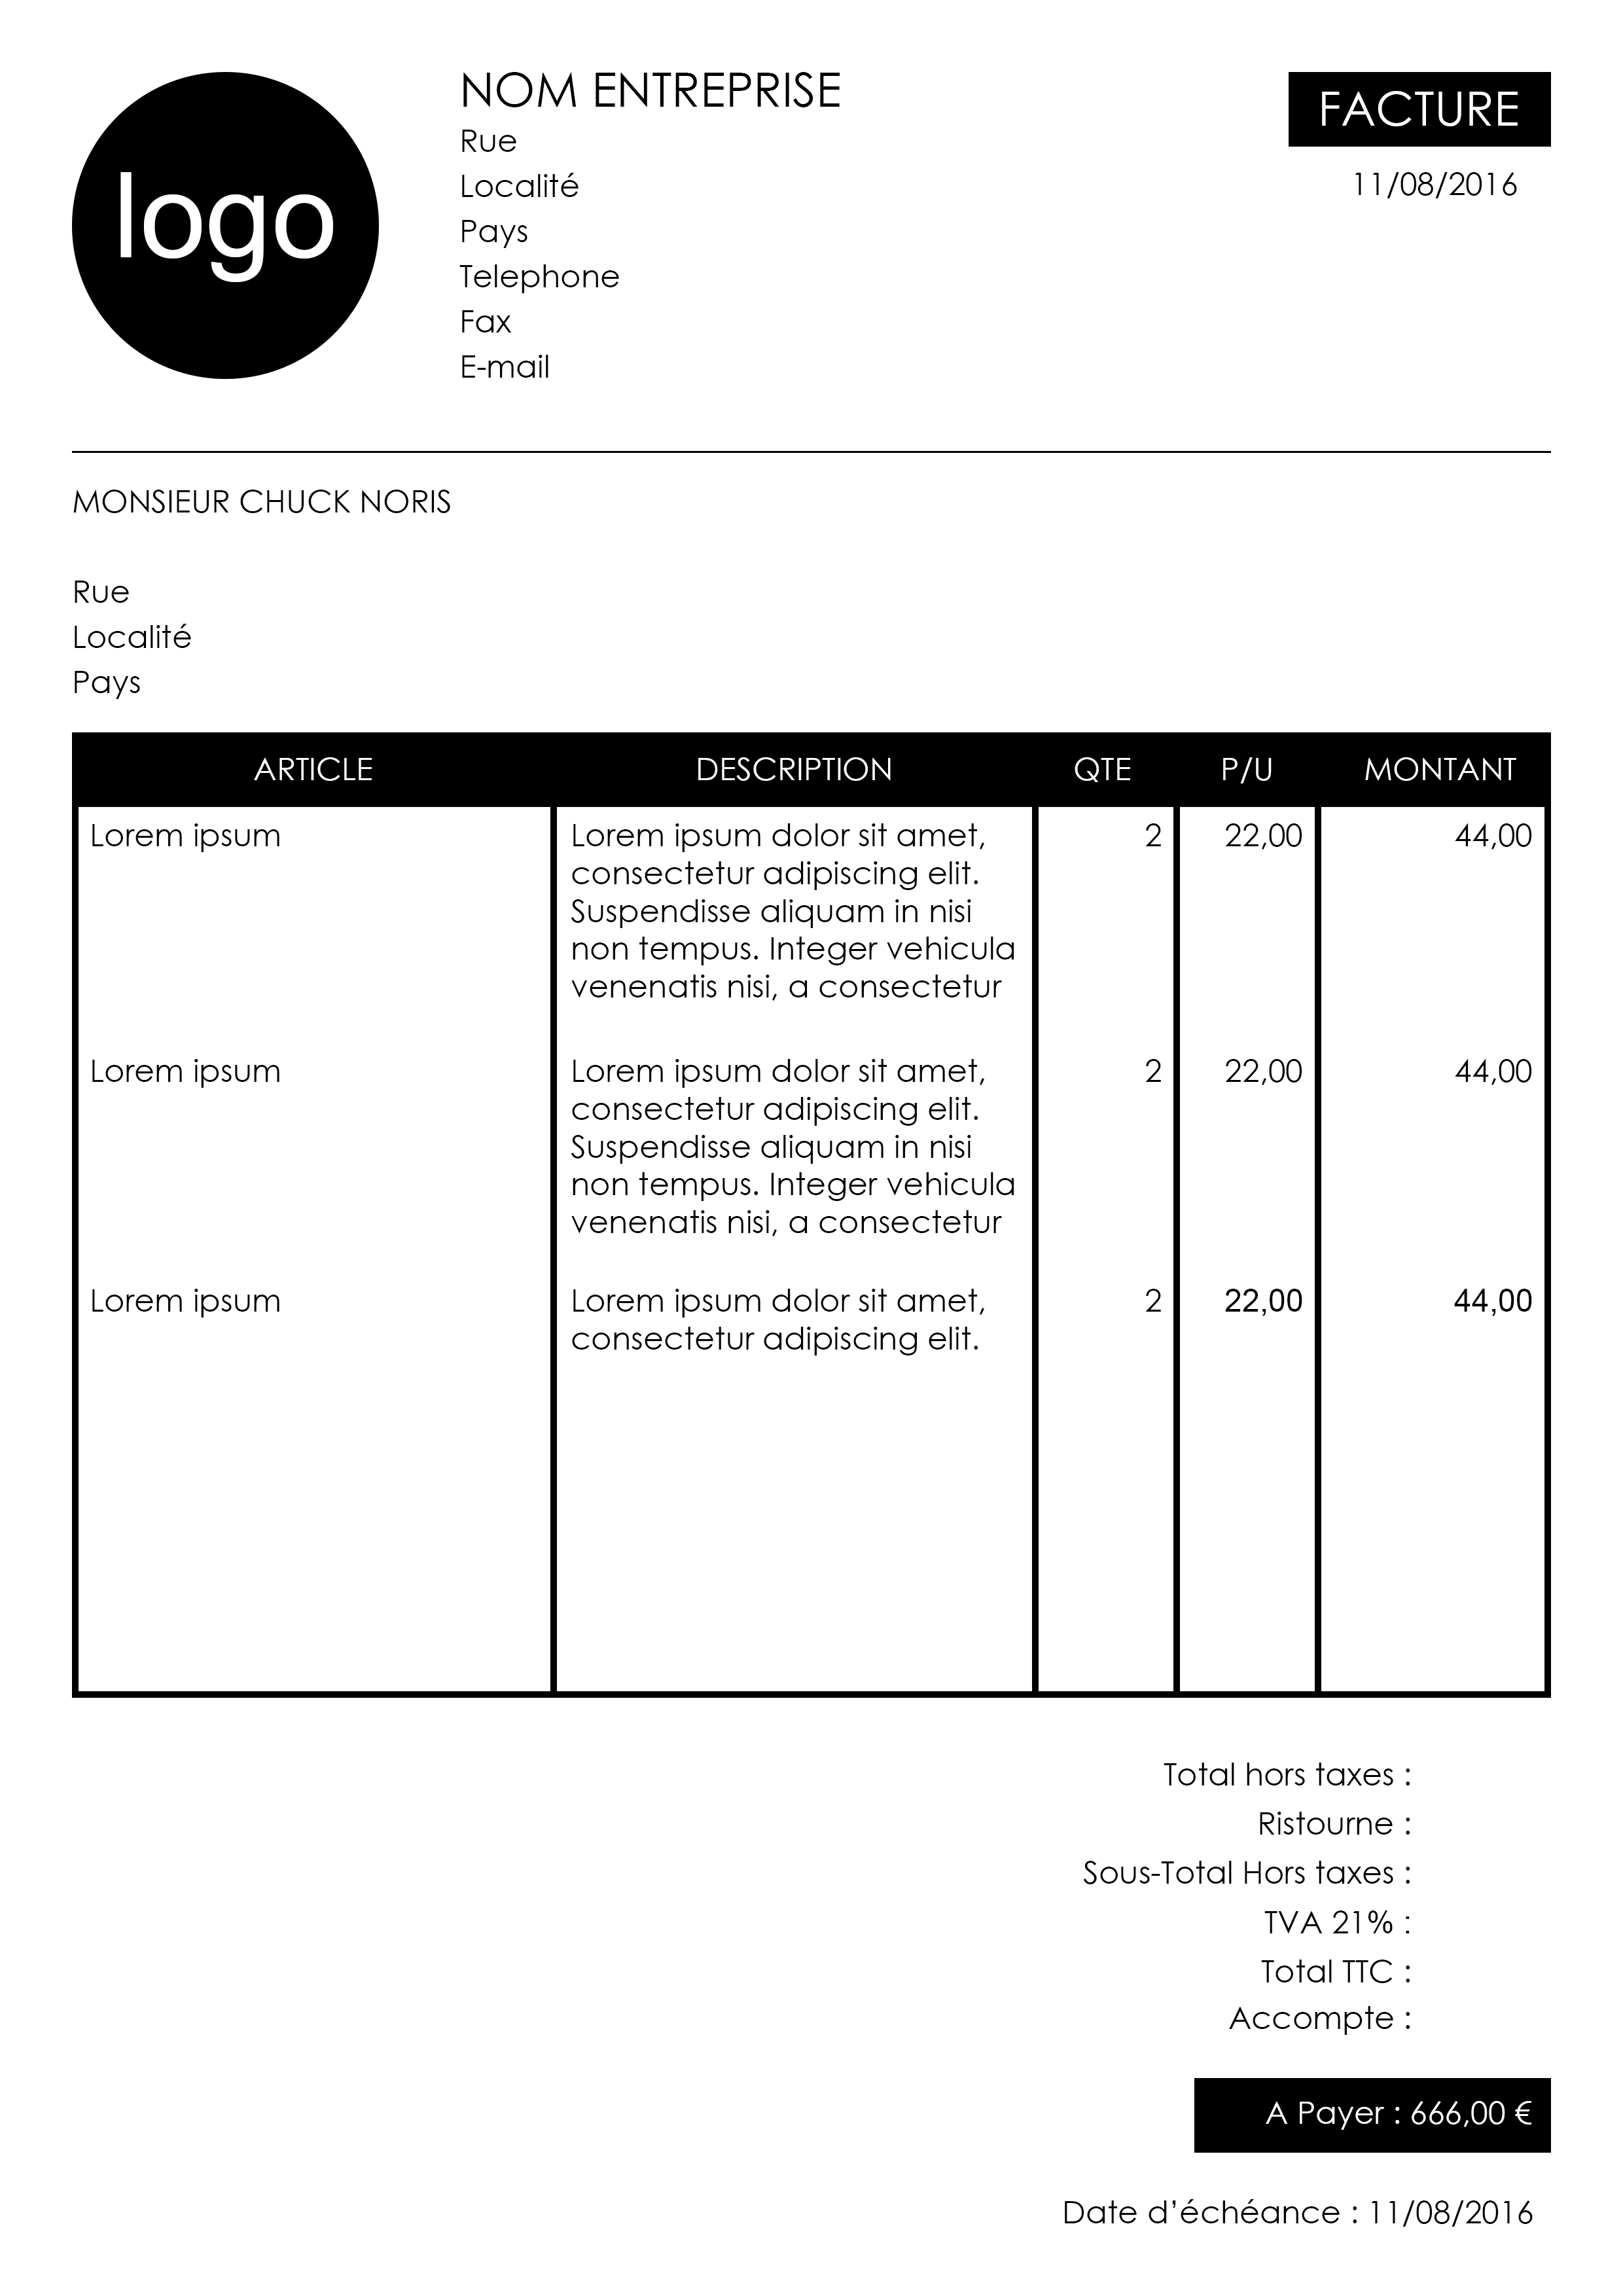 logo
NOM ENTREPRISE
Rue
Localité
Pays
Telephone
Fax
E-mail
FACTURE
11/08/2016
MONSIEUR CHUCK NORIS
Rue
Localité
Pays
ARTICLE DESCRIPTION QTE P/U MONTANT
Lorem ipsum Lorem ipsum dolor sit amet, 2 22,00 44,00
consectetur adipiscing elit.
Suspendisse aliquam in nisi
non tempus. Integer vehicula
venenatis nisi, a consectetur
Lorem ipsum Lorem ipsum dolor sit amet, 2 22,00 44,00
consectetur adipiscing elit.
Suspendisse aliquam in nisi
non tempus. Integer vehicula
venenatis nisi, a consectetur
Lorem ipsum Lorem ipsum dolor sit amet, 2 22,00 44,00
consectetur adipiscing elit.
Total hors taxes :
Ristourne :
Sous-Total Hors taxes :
TVA 21% :
Total TTC :
Accompte :
A Payer : 666,00 €
Date d’échéance : 11/08/2016